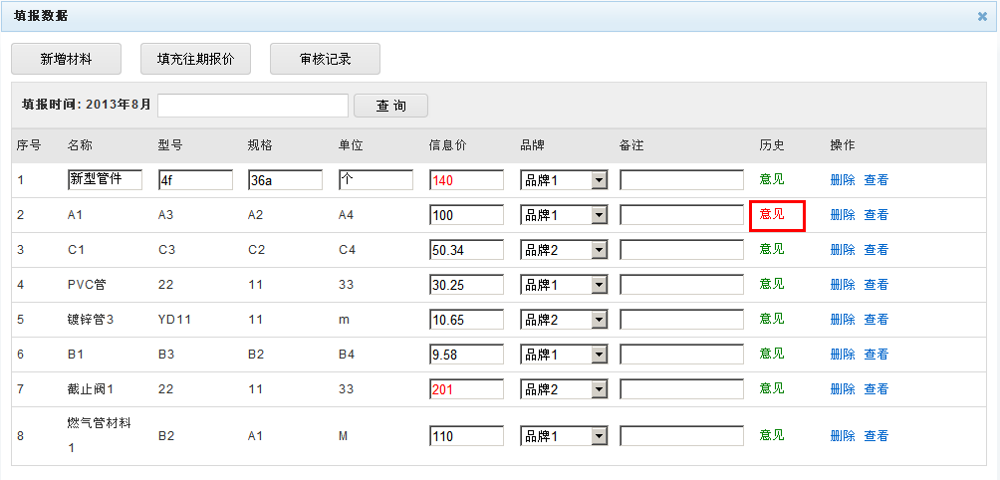 填报数据
新增材料 填充往期报价 审核记录
填报时间: 2013年8月 查 询
序号 名称 型号 规格 单位 信息价 品牌 备注 历史 操作
1 新型管件 4f 36a 个 140 品牌1 意见 删除 查看
2 A1 A3 A2 A4 100 品牌1 意见 删除 查看
3 C1 C3 C2 C4 50.34 品牌2 意见 删除 查看
4 PVC管 22 11 33 30.25 品牌1 意见 删除 查看
5 镀锌管3 YD11 11 m 10.65 品牌2 意见 删除 查看
6 B1 B3 B2 B4 9.58 品牌1 意见 删除 查看
7 截止阀1 22 11 33 201 品牌2 意见 删除 查看
8 燃气管材料 B2 A1 M 110 品牌1 意见 删除 查看
1